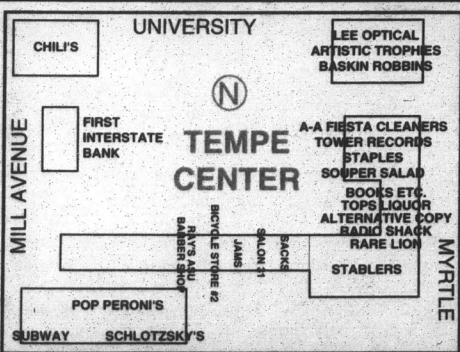 UNIVERSITY
CHILI'S
LEE OPTICAL
ARTISTIC TROPHIES
BASKIN ROBBINS
N
MILL AVENUE
FIRST
INTERSTATE
BANK
TEMPE
CENTER
A-A FIESTA CLEANERS
TOWER RECORDS
STAPLES
SOUPER SALAD
BOOKS ETC.
TOPS LIQUOR
ALTERNATIVE COPY
RADIO SHACK
RARE LION
STABLERS
MYRTLE
RAY'S ASU
BARBER SHOP
BICYCLE STORE #2
JAMS
SALON 21
SACKS
POP PERONI'S
SUBWAY
SCHLOTZSKY'S